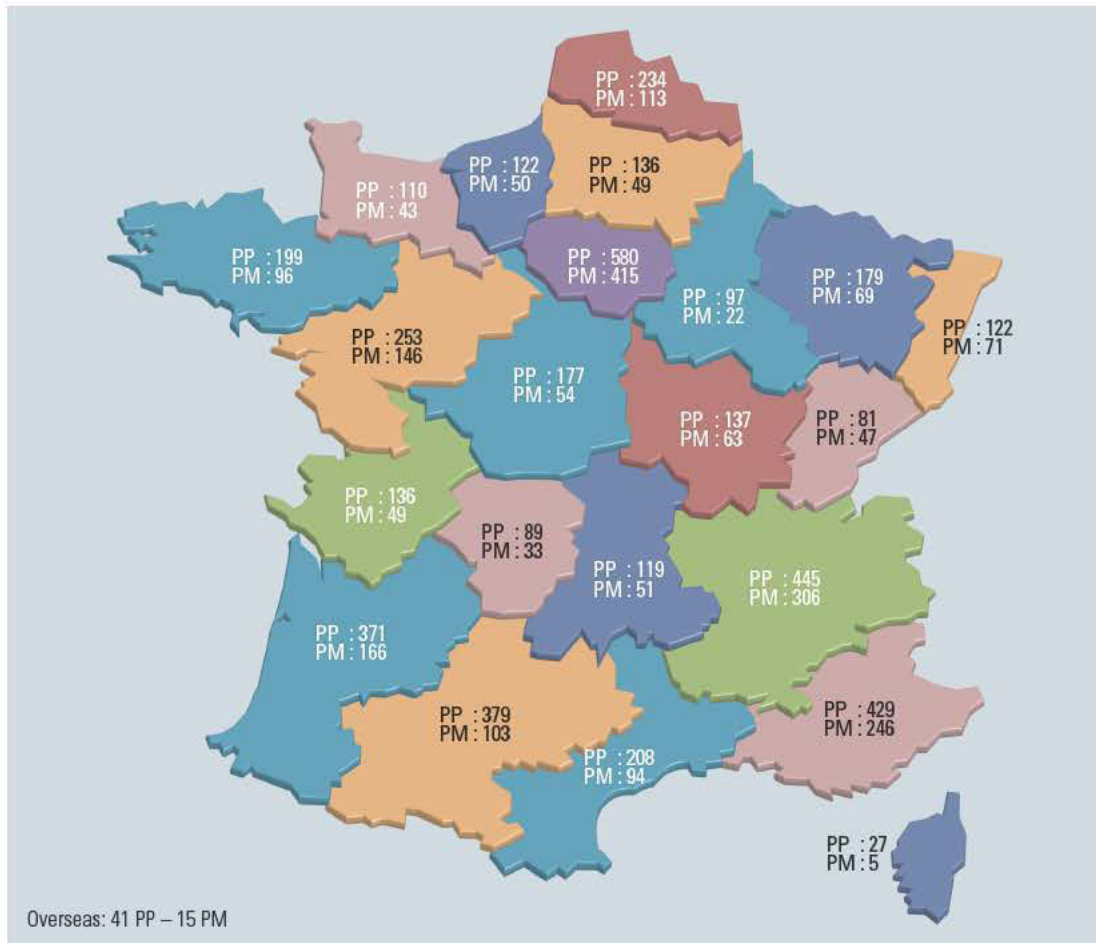 PP : 234
PM : 113
PP : 122
PM : 50
PP : 136
PM : 49
PP : 110
PM : 43
PP : 199
PM : 96
PP : 580
PM : 415
PP : 97
PM : 22
PP : 179
PM : 69
PP : 122
PM : 71
PP : 253
PM : 146
PP : 177
PM : 54
PP : 137
PM : 63
PP : 81
PM : 47
PP : 136
PM : 49
PP : 89
PM : 33
PP : 119
PM : 51
PP : 445
PM : 306
PP : 371
PM : 166
PP : 379
PM : 103
PP : 208
PM : 94
PP : 429
PM : 246
PP : 27
PM : 5
Overseas: 41 PP – 15 PM